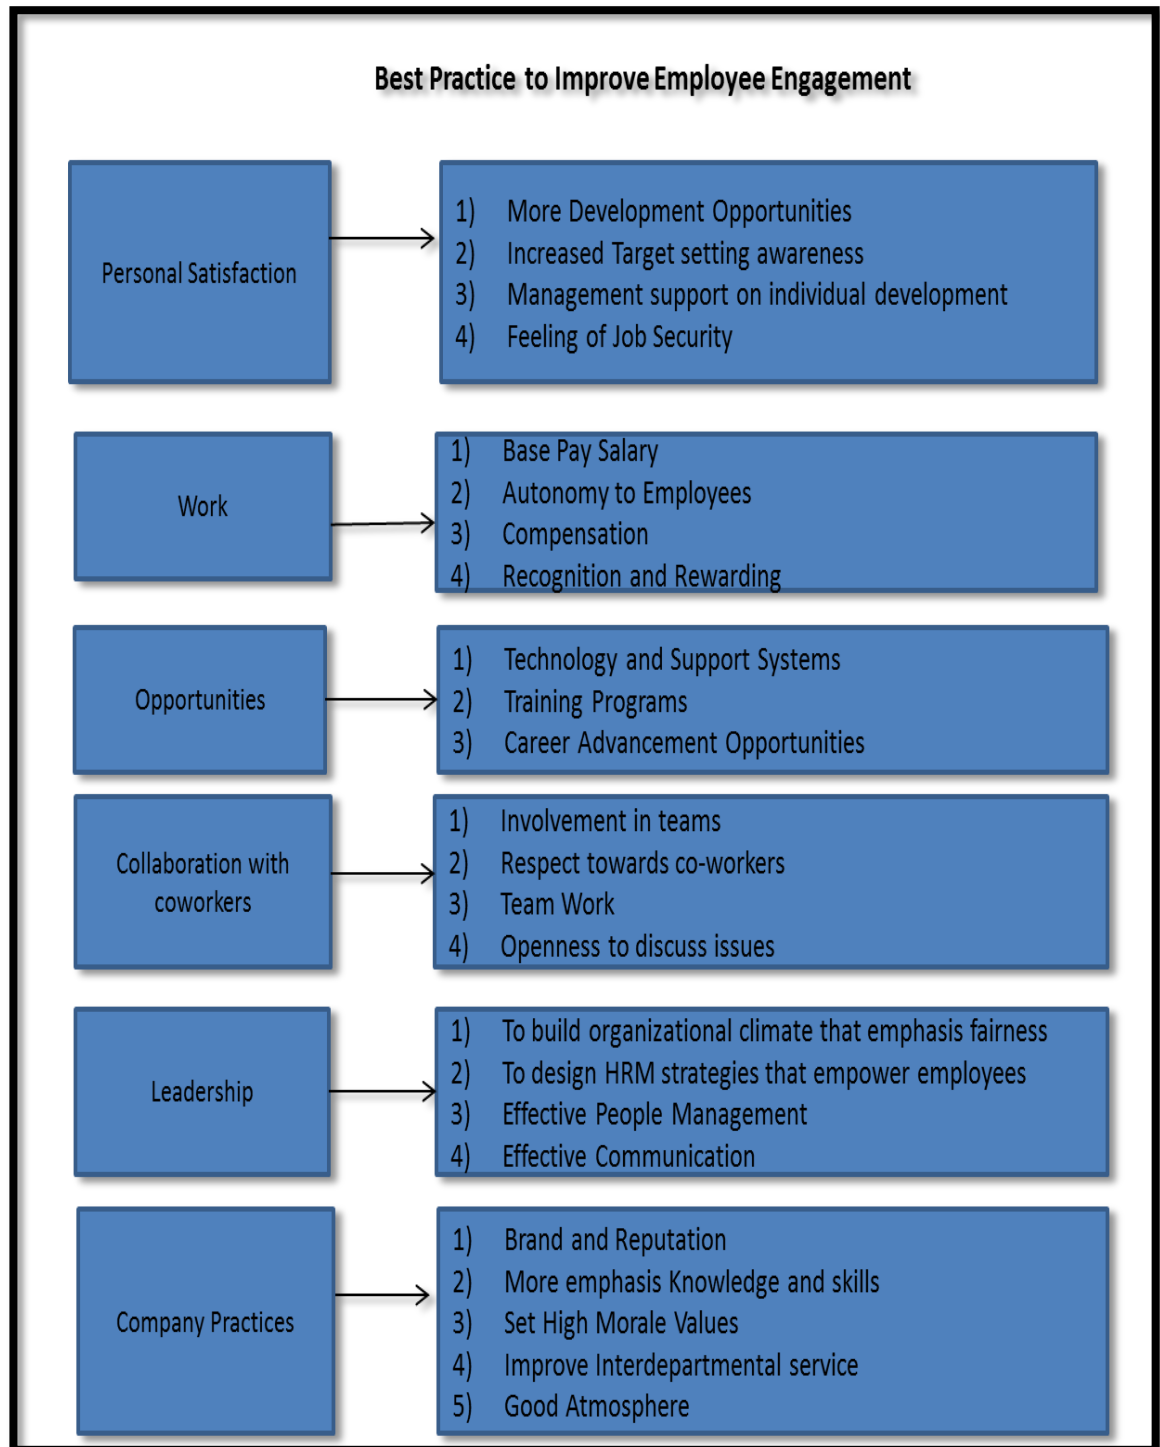 Best Practice to Improve Employee Engagement
Personal Satisfaction
1) More Development Opportunities
2) Increased Target setting awareness
3) Management support on individual development
4) Feeling of Job Security
Work
1) Base Pay Salary
2) Autonomy to Employees
3) Compensation
4) Recognition and Rewarding
Opportunities
1) Technology and Support Systems
2) Training Programs
3) Career Advancement Opportunities
Collaboration with
coworkers
1) Involvement in teams
2) Respect towards co-workers
3) Team Work
4) Openness to discuss issues
Leadership
1) To build organizational climate that emphasis fairness
2) To design HRM strategies that empower employees
3) Effective People Management
4) Effective Communication
Company Practices
1) Brand and Reputation
2) More emphasis Knowledge and skills
3) Set High Morale Values
4) Improve Interdepartmental service
5) Good Atmosphere